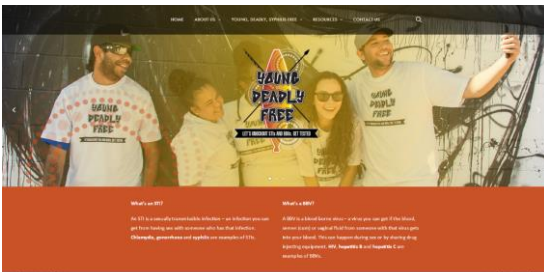 HOME ABOUT US YOUNG, DEADLY, SYPHILIS FREE RESOURCES CONTACT US
YOUNG
DEADLY
FREE
LET'S KNOCKOUT STIs AND BBVs: GET TESTED
YOUNG
DEADLY
FREE
YOUNG
DEADLY
FREE
What's an STI?
An STI is a sexually transmissible infection – an infection you can
get from having sex with someone who has that infection.
Chlamydia, gonorrhoea and syphilis are examples of STIs.
What's a BBV?
A BBV is a blood borne virus – a virus you can get if the blood,
semen (cum) or vaginal fluid from someone with that virus gets
into your blood. This can happen during sex or by sharing drug
injecting equipment. HIV, hepatitis B and hepatitis C are
examples of BBVs.